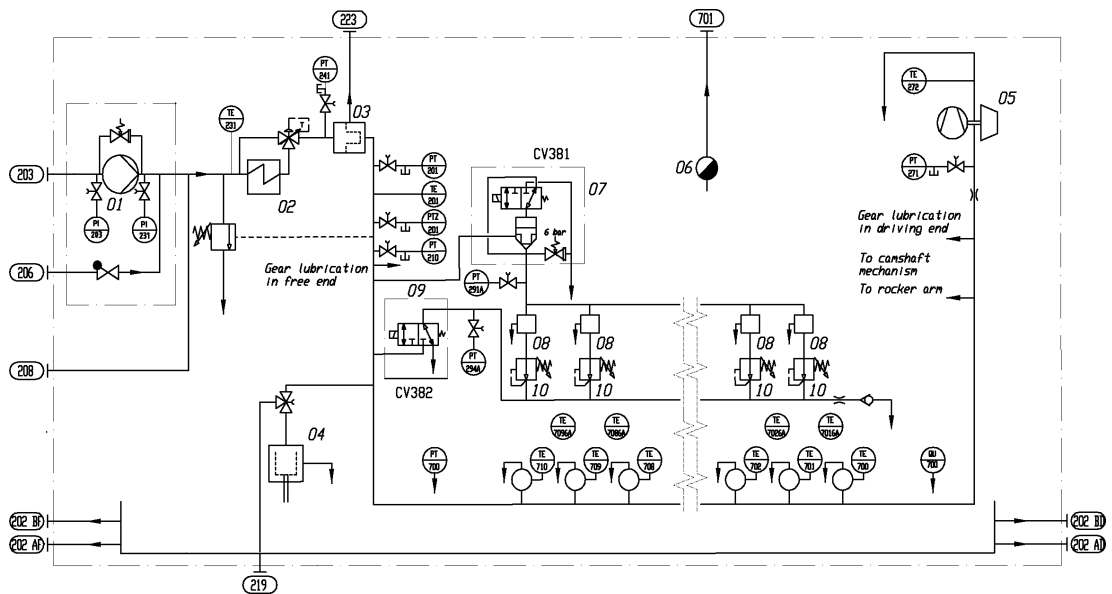 223
701
PT
241
TE
272
03
05
TE
231
CV381
203
PT
201
07
PT
271
06
TE
201
01
02
PI
203
PI
231
PTZ
201
6 bar
Gear lubrication
in driving end
PT
210
206
Gear lubrication
in free end
To camshaft
mechanism
09
PT
291A
To rocker arm
08
08
08
08
PT
294A
208
10
10
10
10
CV382
04
TE
7096A
TE
7086A
TE
7026A
TE
7016A
PT
700
TE
710
TE
709
TE
708
TE
702
TE
701
TE
700
QU
700
202 BF
202 BD
202 AF
202 AD
219